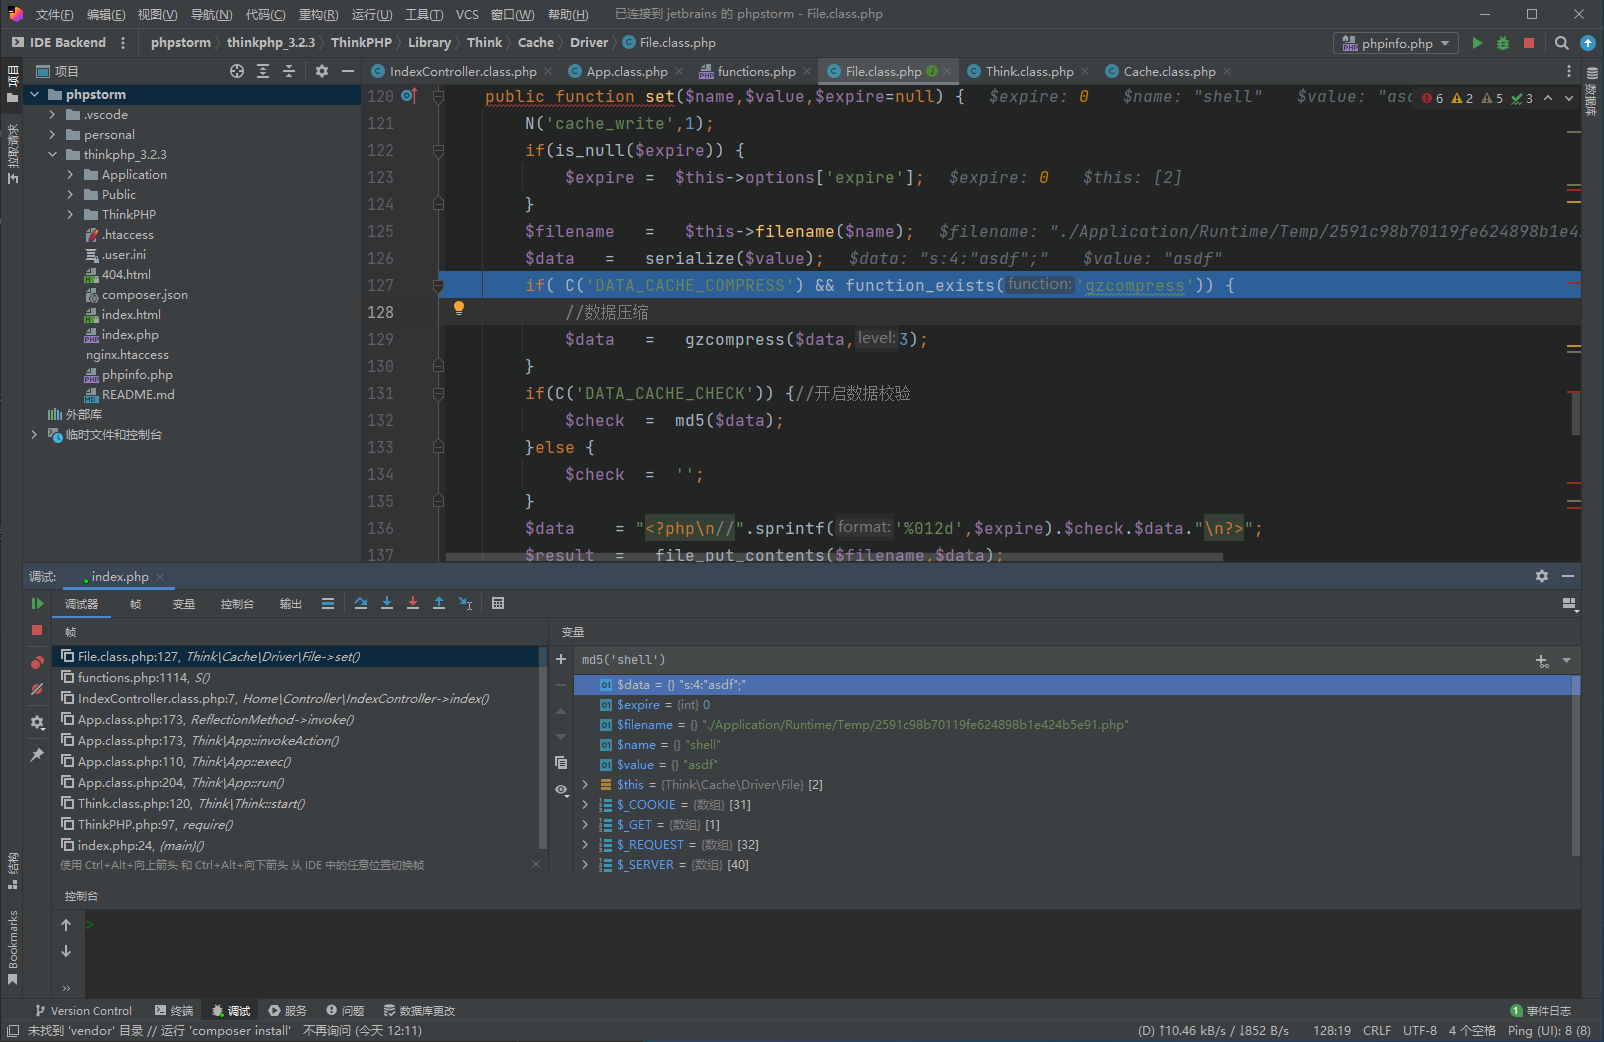 文件(F) 编辑(E) 视图(V) 导航(N) 代码(C) 重构(R) 运行(U) 工具(T) VCS 窗口(W) 帮助(H) 已连接到 jetbrains 的 phpstorm - File.class.php
IDE Backend phpstorm thinkphp_3.2.3 ThinkPHP Library Think Cache Driver File.class.php phpinfo.php
项目
拉取请求
结构
Bookmarks
数据库
项目
phpstorm
.vscode
personal
thinkphp_3.2.3
Application
Public
ThinkPHP
.htaccess
.user.ini
404.html
composer.json
index.html
index.php
nginx.htaccess
phpinfo.php
README.md
外部库
临时文件和控制台
IndexController.class.php App.class.php functions.php File.class.php Think.class.php Cache.class.php
6 2 5 3
120 public function set($name,$value,$expire=null) { $expire: 0 $name: "shell" $value: "asd
121 N('cache_write',1);
122 if(is_null($expire)) {
123 $expire = $this->options['expire']; $expire: 0 $this: [2]
124 }
125 $filename = $this->filename($name); $filename: "./Application/Runtime/Temp/2591c98b70119fe624898b1e4
126 $data = serialize($value); $data: "s:4:"asdf";" $value: "asdf"
127 if( C('DATA_CACHE_COMPRESS') && function_exists( function: 'gzcompress')) {
128 //数据压缩
129 $data = gzcompress($data, level: 3);
130 }
131 if(C('DATA_CACHE_CHECK')) {//开启数据校验
132 $check = md5($data);
133 }else {
134 $check = '';
135 }
136 $data = "<?php\n//".sprintf( format: '%012d',$expire).$check.$data."\n?>";
137 $result = file_put_contents($filename,$data);
调试: index.php
调试器 帧 变量 控制台 输出
帧
File.class.php:127, Think\Cache\Driver\File->set()
functions.php:1114, S()
IndexController.class.php:7, Home\Controller\IndexController->index()
App.class.php:173, ReflectionMethod->invoke()
App.class.php:173, Think\App::invokeAction()
App.class.php:110, Think\App::exec()
App.class.php:204, Think\App::run()
Think.class.php:120, Think\Think::start()
ThinkPHP.php:97, require()
index.php:24, {main}()
使用 Ctrl+Alt+向上箭头 和 Ctrl+Alt+向下箭头 从 IDE 中的任意位置切换帧
变量
md5('shell')
$data = {} "s:4:"asdf";"
$expire = {int} 0
$filename = {} "./Application/Runtime/Temp/2591c98b70119fe624898b1e424b5e91.php"
$name = {} "shell"
$value = {} "asdf"
$this = {Think\Cache\Driver\File} [2]
$_COOKIE = {数组} [31]
$_GET = {数组} [1]
$_REQUEST = {数组} [32]
$_SERVER = {数组} [40]
控制台
>
Version Control 终端 调试 服务 问题 数据库更改 1 事件日志
未找到 'vendor' 目录 // 运行 'composer install' 不再询问 (今天 12:11) (D) ↑10.46 kB/s / ↓852 B/s 128:19 CRLF UTF-8 4 个空格 Ping (UI): 8 (8)